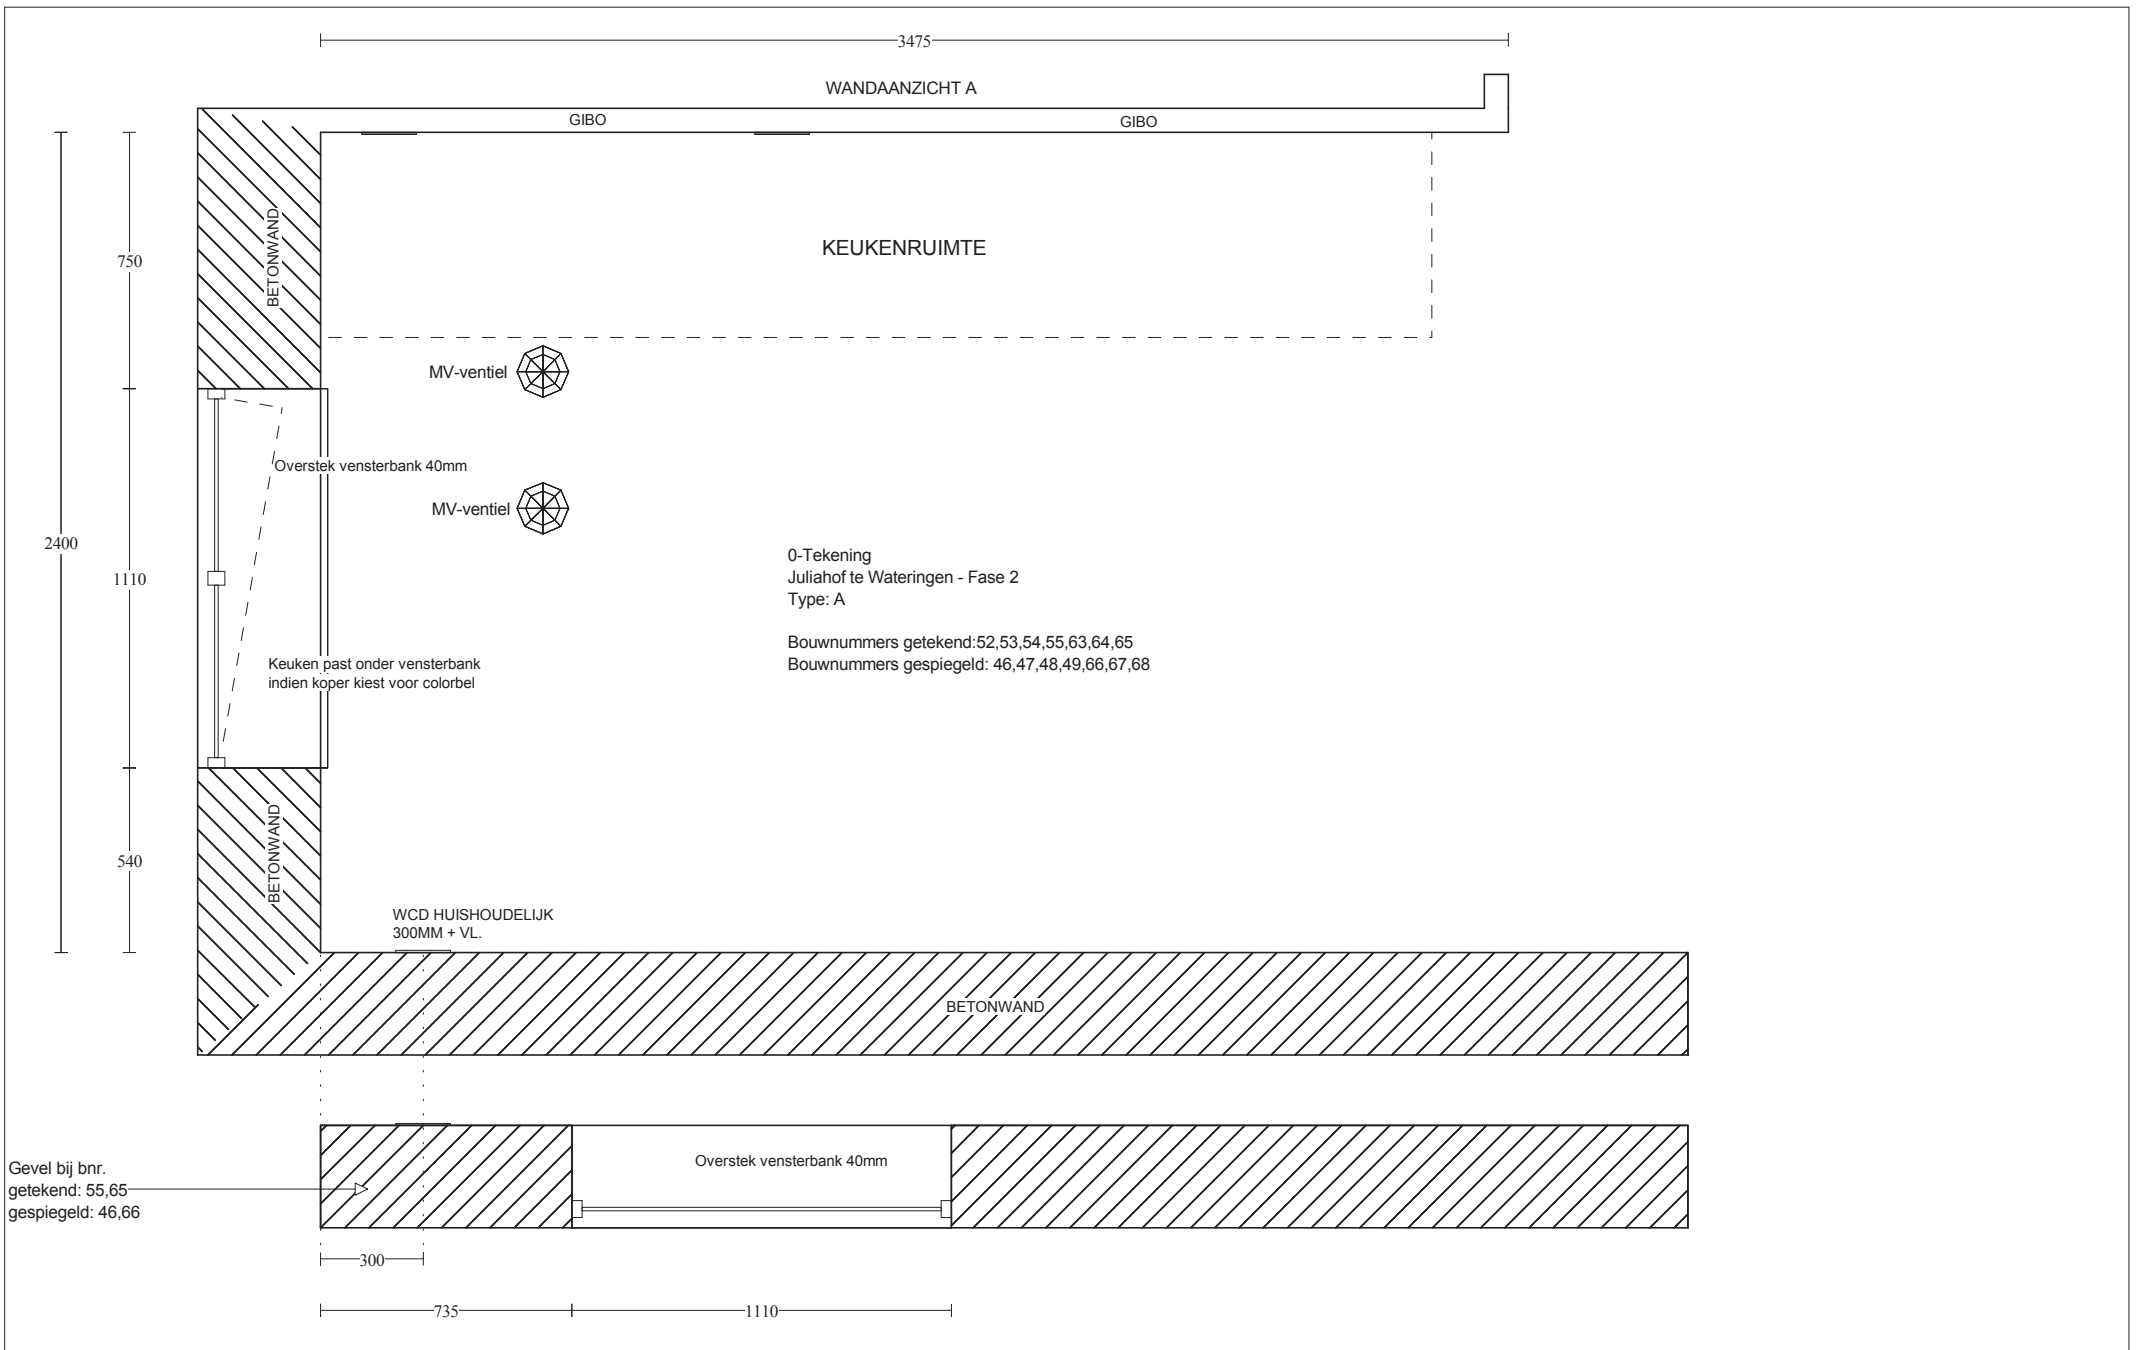 3475
WANDAANZICHT A
GIBO
GIBO
BETONWAND
KEUKENRUIMTE
750
MV-ventiel
Overstek vensterbank 40mm
MV-ventiel
2400
1110
0-Tekening
Juliahof te Wateringen - Fase 2
Type: A
Bouwnummers getekend:52,53,54,55,63,64,65
Bouwnummers gespiegeld: 46,47,48,49,66,67,68
Keuken past onder vensterbank
indien koper kiest voor colorbel
540
BETONWAND
WCD HUISHOUDELIJK
300MM + VL.
BETONWAND
Overstek vensterbank 40mm
Gevel bij bnr.
getekend: 55,65
gespiegeld: 46,66
300
735
1110